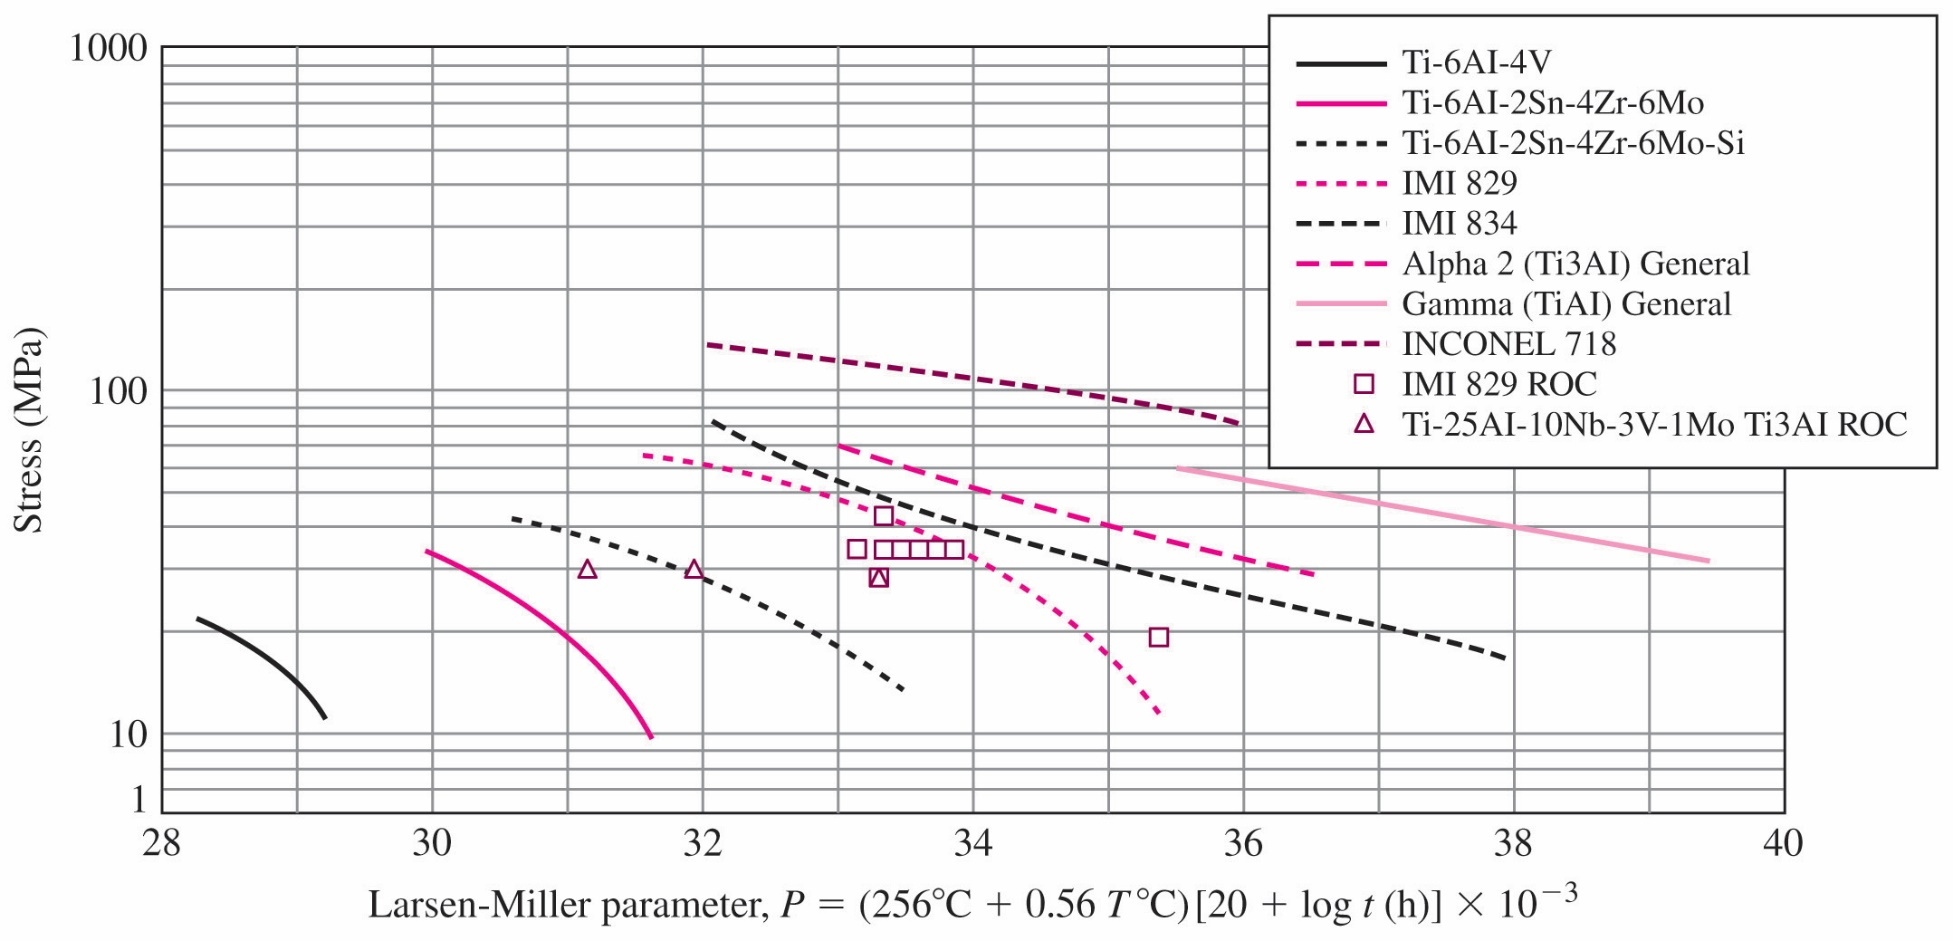 1000
100
10
1
Stress (MPa)
28 30 32 34 36 38 40
Larsen-Miller parameter, P = (256°C + 0.56 T°C)[20 + log t (h)] × 10⁻³
Ti-6AI-4V
Ti-6AI-2Sn-4Zr-6Mo
Ti-6AI-2Sn-4Zr-6Mo-Si
IMI 829
IMI 834
Alpha 2 (Ti3AI) General
Gamma (TiAI) General
INCONEL 718
IMI 829 ROC
Ti-25AI-10Nb-3V-1Mo Ti3AI ROC